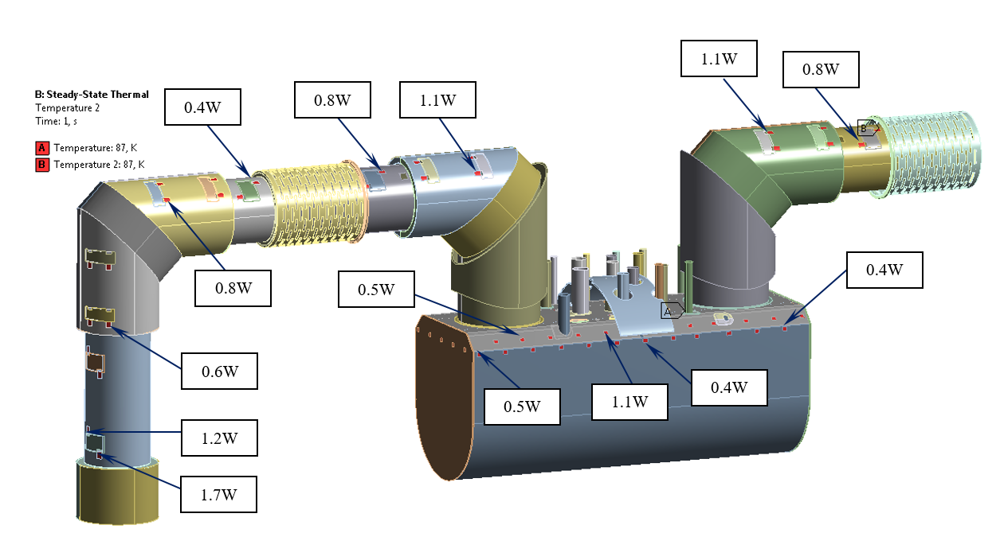 B: Steady-State Thermal
Temperature 2
Time: 1, s
A Temperature: 87, K
B Temperature 2: 87, K
0.4W
0.8W
1.1W
1.1W
0.8W
B
0.8W
0.5W
0.4W
A
0.6W
0.5W
1.1W
0.4W
1.2W
1.7W